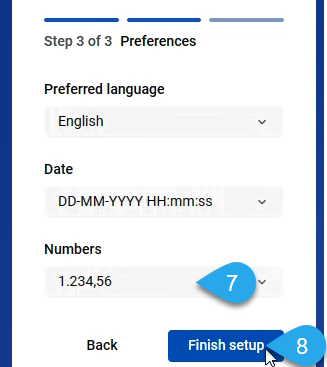 Step 3 of 3 Preferences
Preferred language
English
Date
DD-MM-YYYY HH:mm:ss
Numbers
1.234,56
7
Back
Finish setup
8